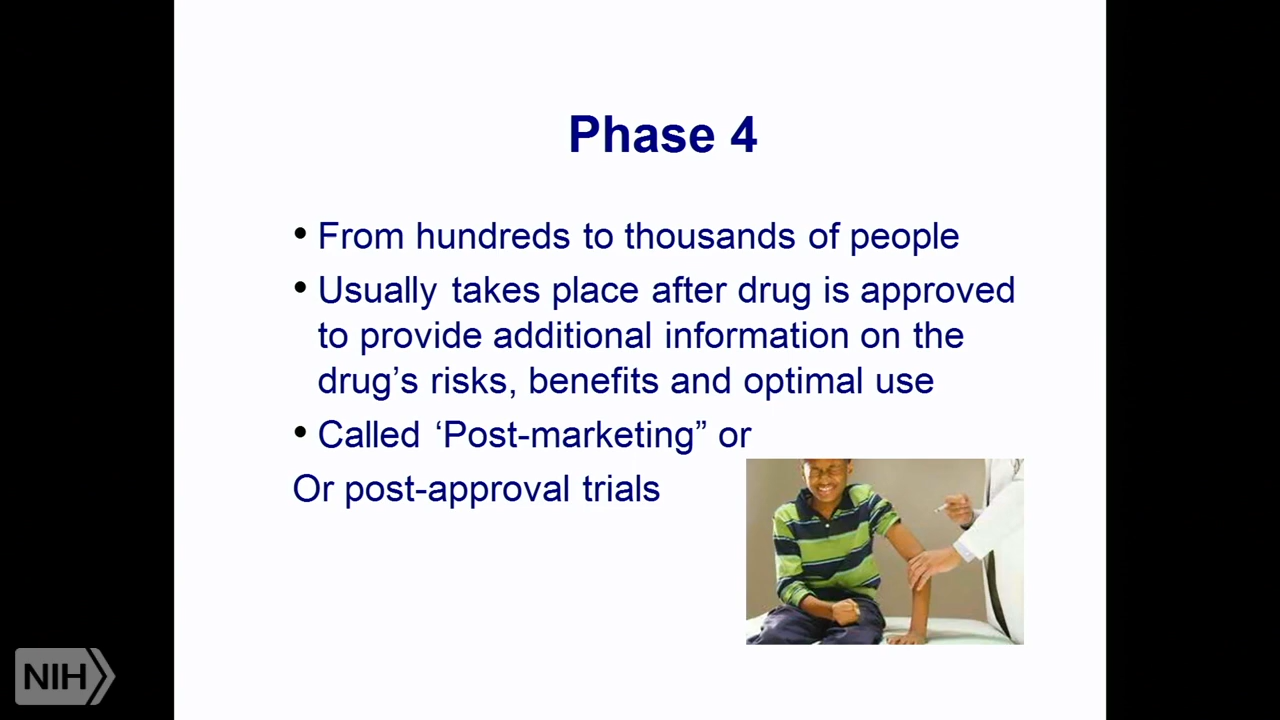 Phase 4
• From hundreds to thousands of people
• Usually takes place after drug is approved
to provide additional information on the
drug’s risks, benefits and optimal use
• Called ‘Post-marketing” or
Or post-approval trials
NIH